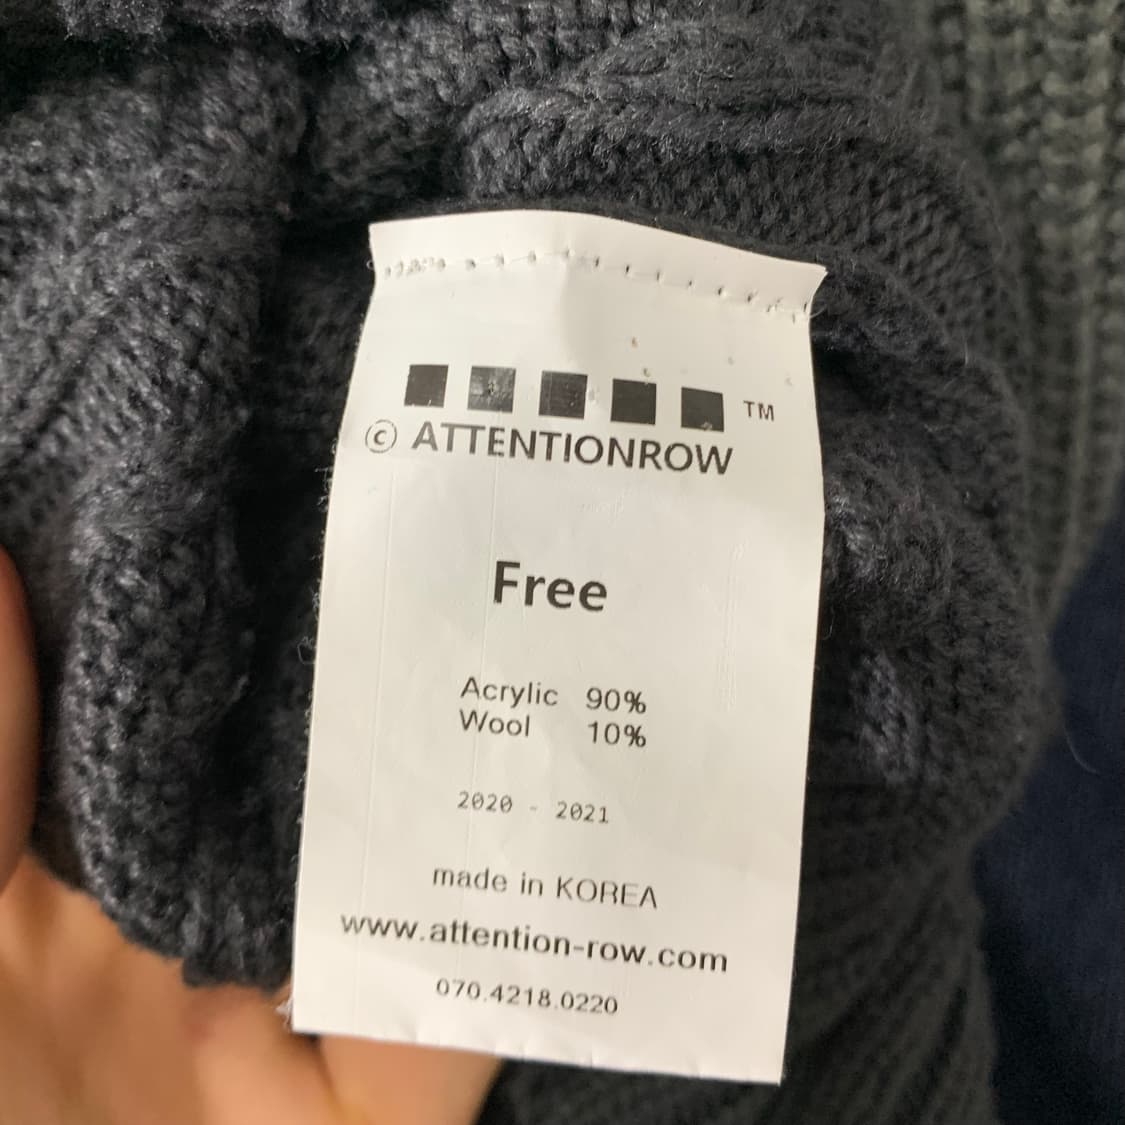 TM
© ATTENTIONROW
Free
Acrylic 90%
Wool 10%
2020 - 2021
made in KOREA
www.attention-row.com
070.4218.0220